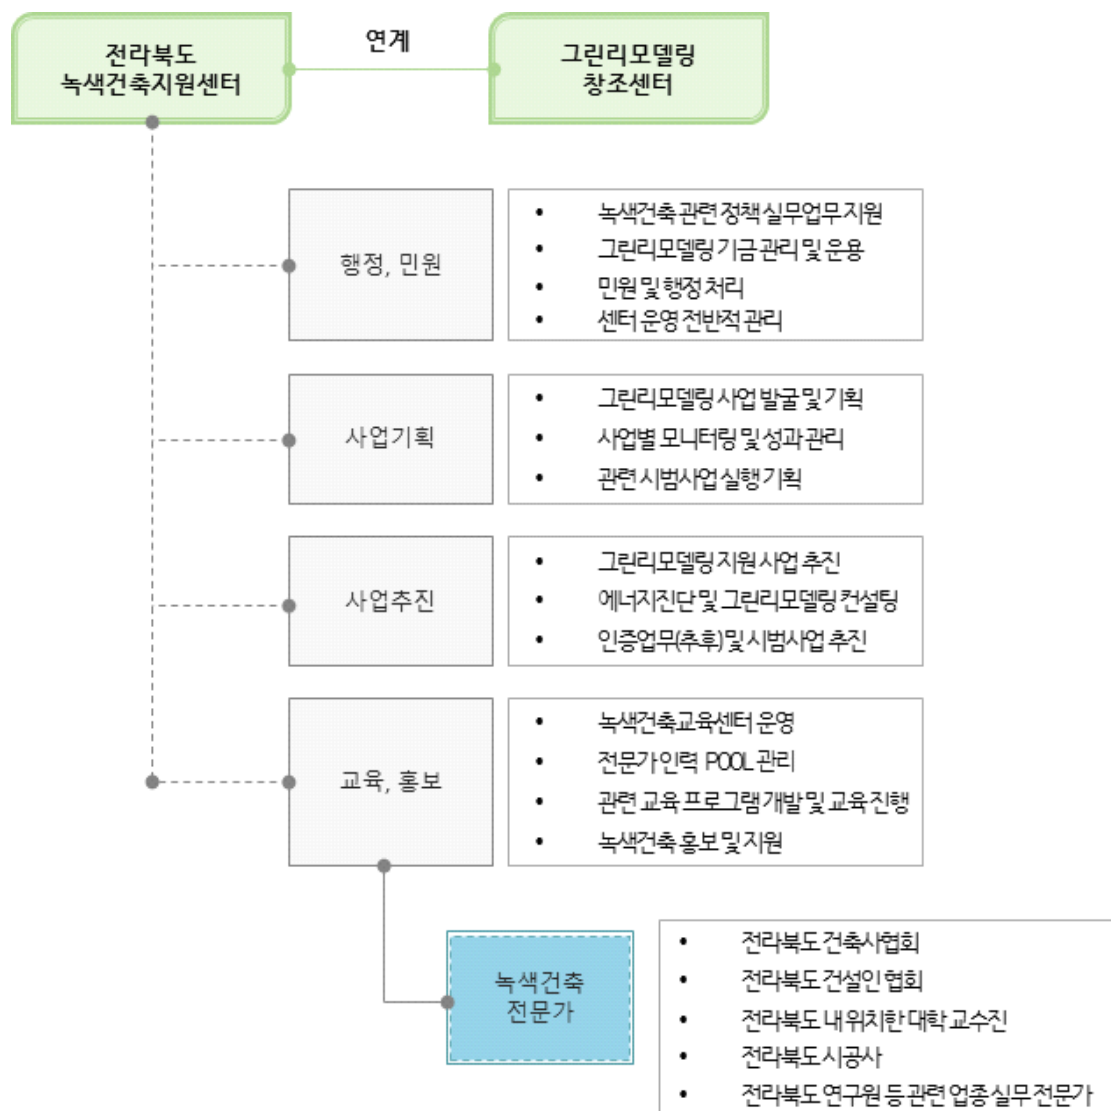 전라북도
녹색건축지원센터
연계
그린리모델링
창조센터
행정, 민원
• 녹색건축 관련 정책 실무업무 지원
• 그린리모델링 기금 관리 및 운용
• 민원 및 행정 처리
• 센터 운영 전반적 관리
사업기획
• 그린리모델링 사업 발굴 및 기획
• 사업별 모니터링 및 성과 관리
• 관련 시범사업 실행 기획
사업추진
• 그린리모델링 지원 사업 추진
• 에너지진단 및 그린리모델링 컨설팅
• 인증업무(추후) 및 시범사업 추진
교육, 홍보
• 녹색건축교육센터 운영
• 전문가 인력 POOL 관리
• 관련 교육 프로그램 개발 및 교육 진행
• 녹색건축 홍보 및 지원
녹색건축
전문가
• 전라북도 건축사협회
• 전라북도 건설인 협회
• 전라북도 내 위치한 대학 교수진
• 전라북도 시공사
• 전라북도 연구원 등 관련 업종 실무 전문가